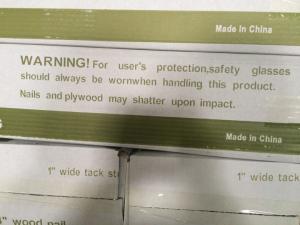 Made in China
WARNING! For user's protection,safety glasses
should always be wornwhen handling this product.
Nails and plywood may shatter upon impact.
Made in China
1" wide tack
1" wide tack
wood nail